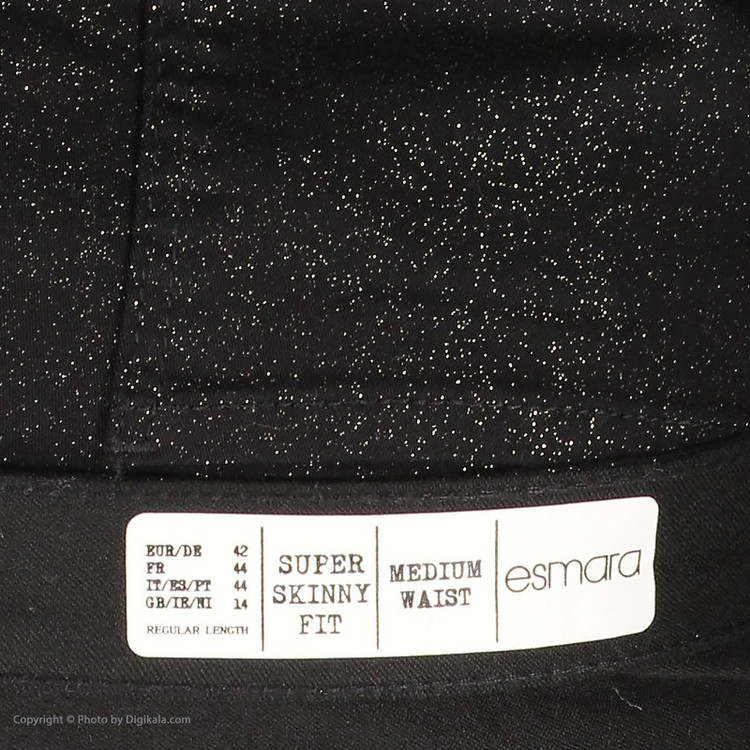 EUR/DE 42
FR 44
IT/ES/PT 44
GB/IE/NI 14
REGULAR LENGTH
SUPER
SKINNY
FIT
MEDIUM
WAIST
esmara
Copyright © Photo by Digikala.com